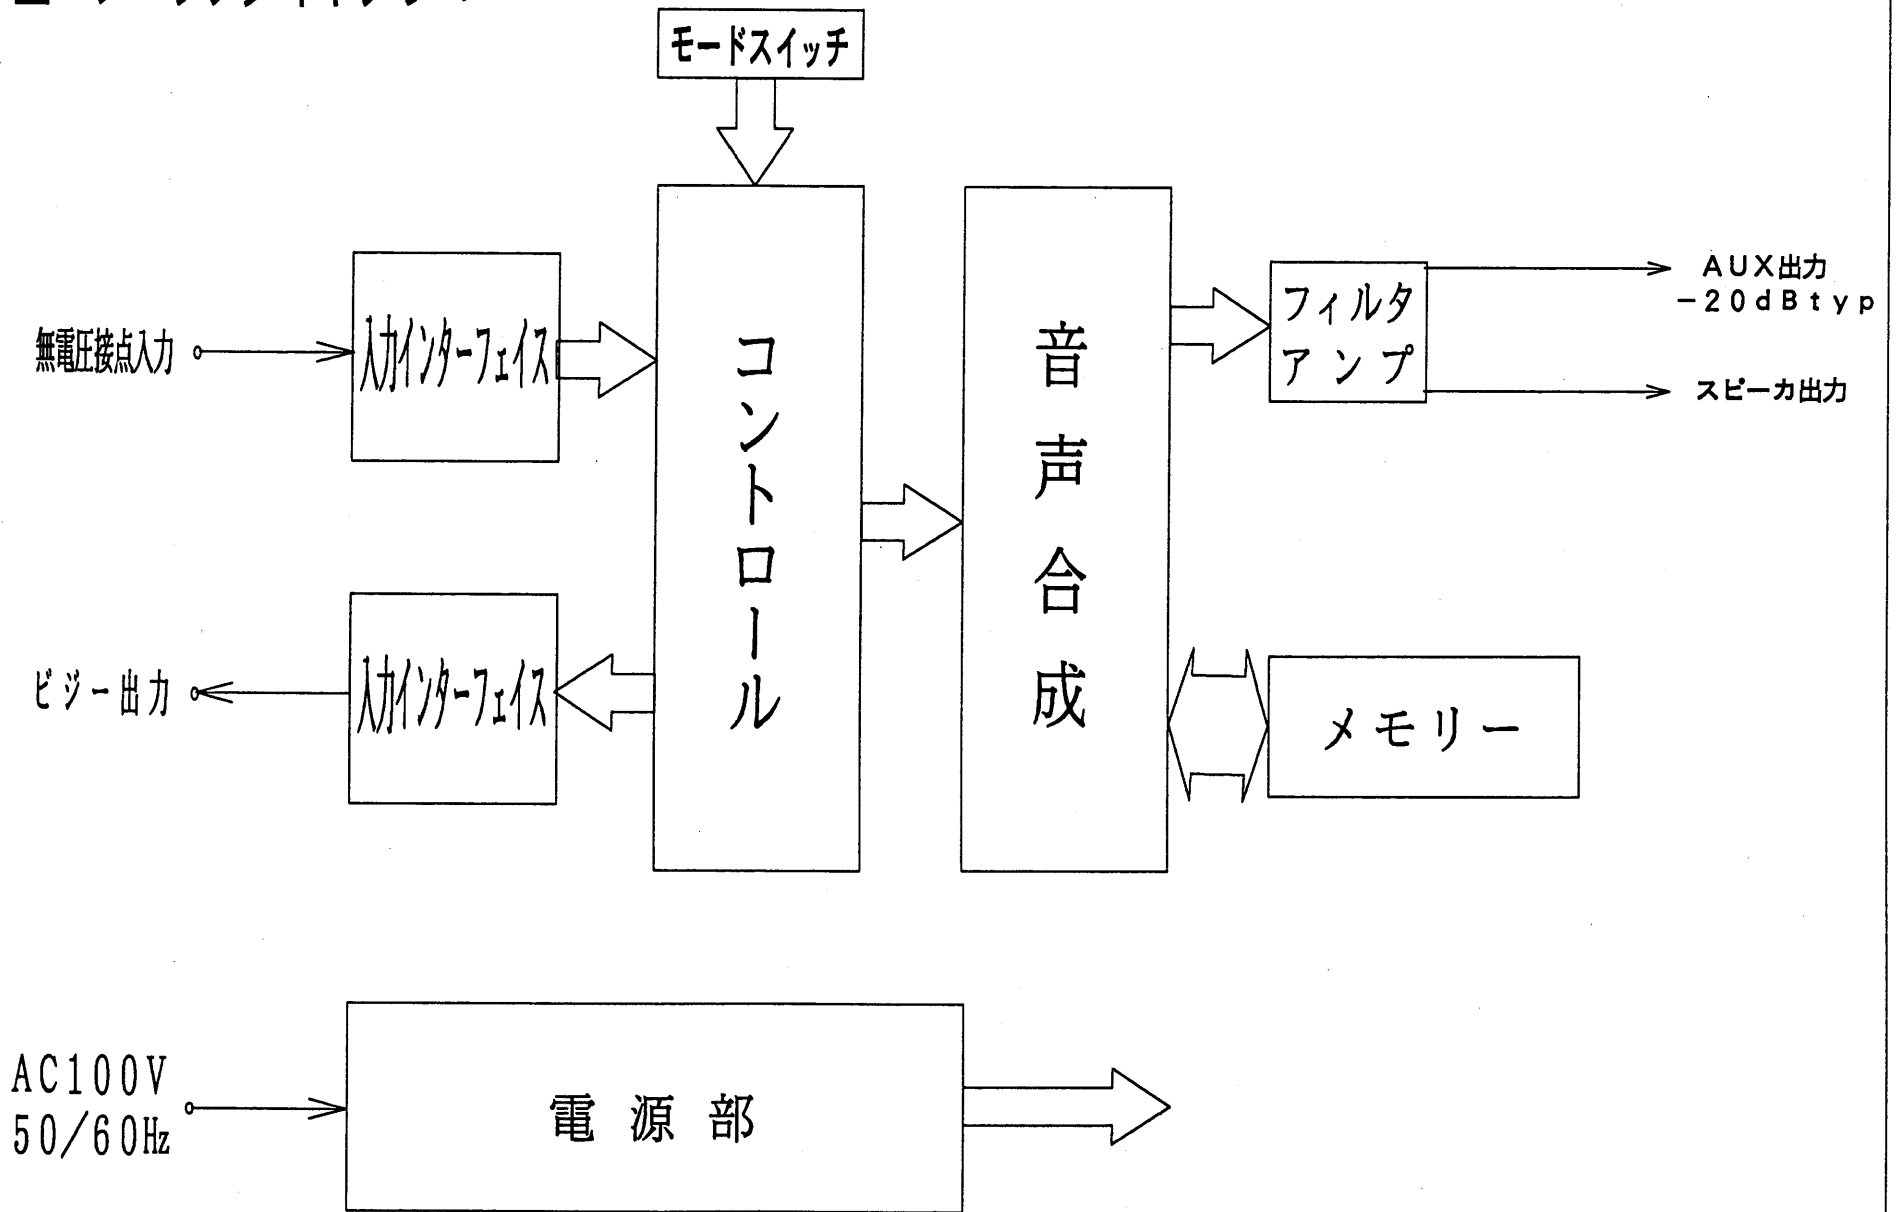 モードスイッチ
無電圧接点入力
入力インターフェイス
コントロール
音声合成
フィルタ
アンプ
AUX出力
-20dBtyp
スピーカ出力
ビジー出力
入力インターフェイス
メモリー
AC100V
50/60Hz
電源部